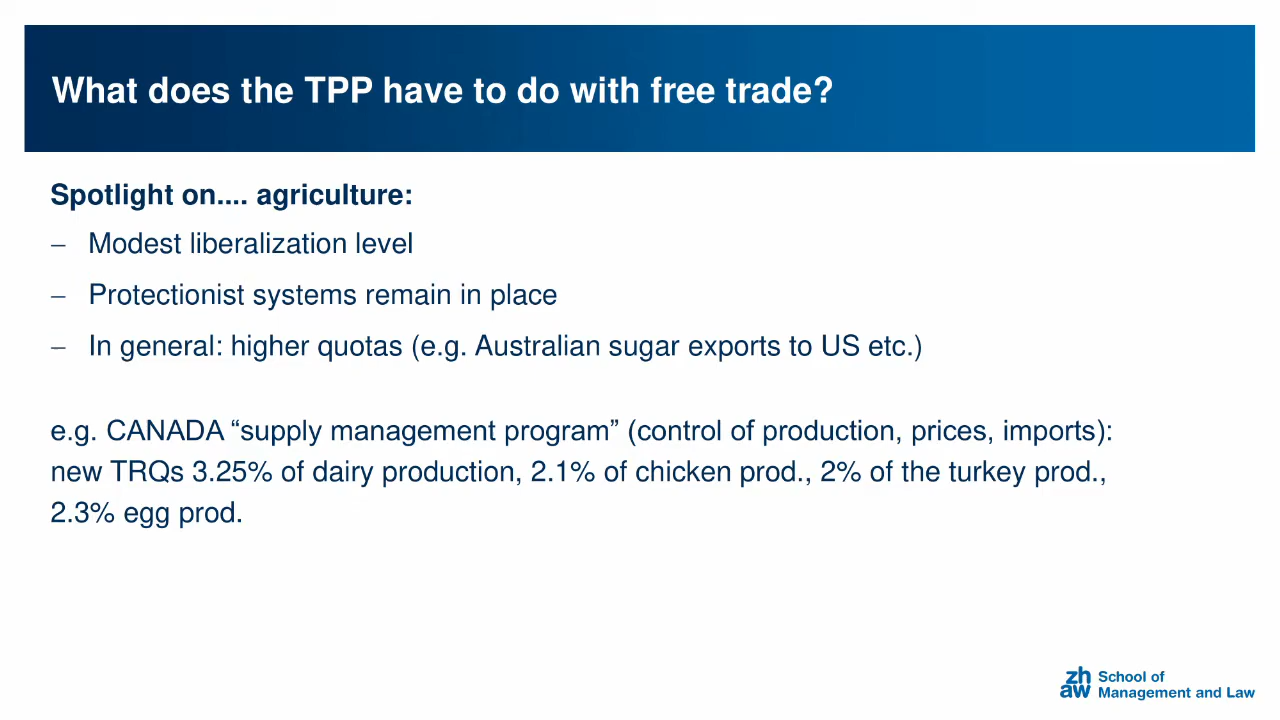 What does the TPP have to do with free trade?
Spotlight on.... agriculture:
– Modest liberalization level
– Protectionist systems remain in place
– In general: higher quotas (e.g. Australian sugar exports to US etc.)
e.g. CANADA “supply management program” (control of production, prices, imports):
new TRQs 3.25% of dairy production, 2.1% of chicken prod., 2% of the turkey prod.,
2.3% egg prod.
zh School of
aw Management and Law